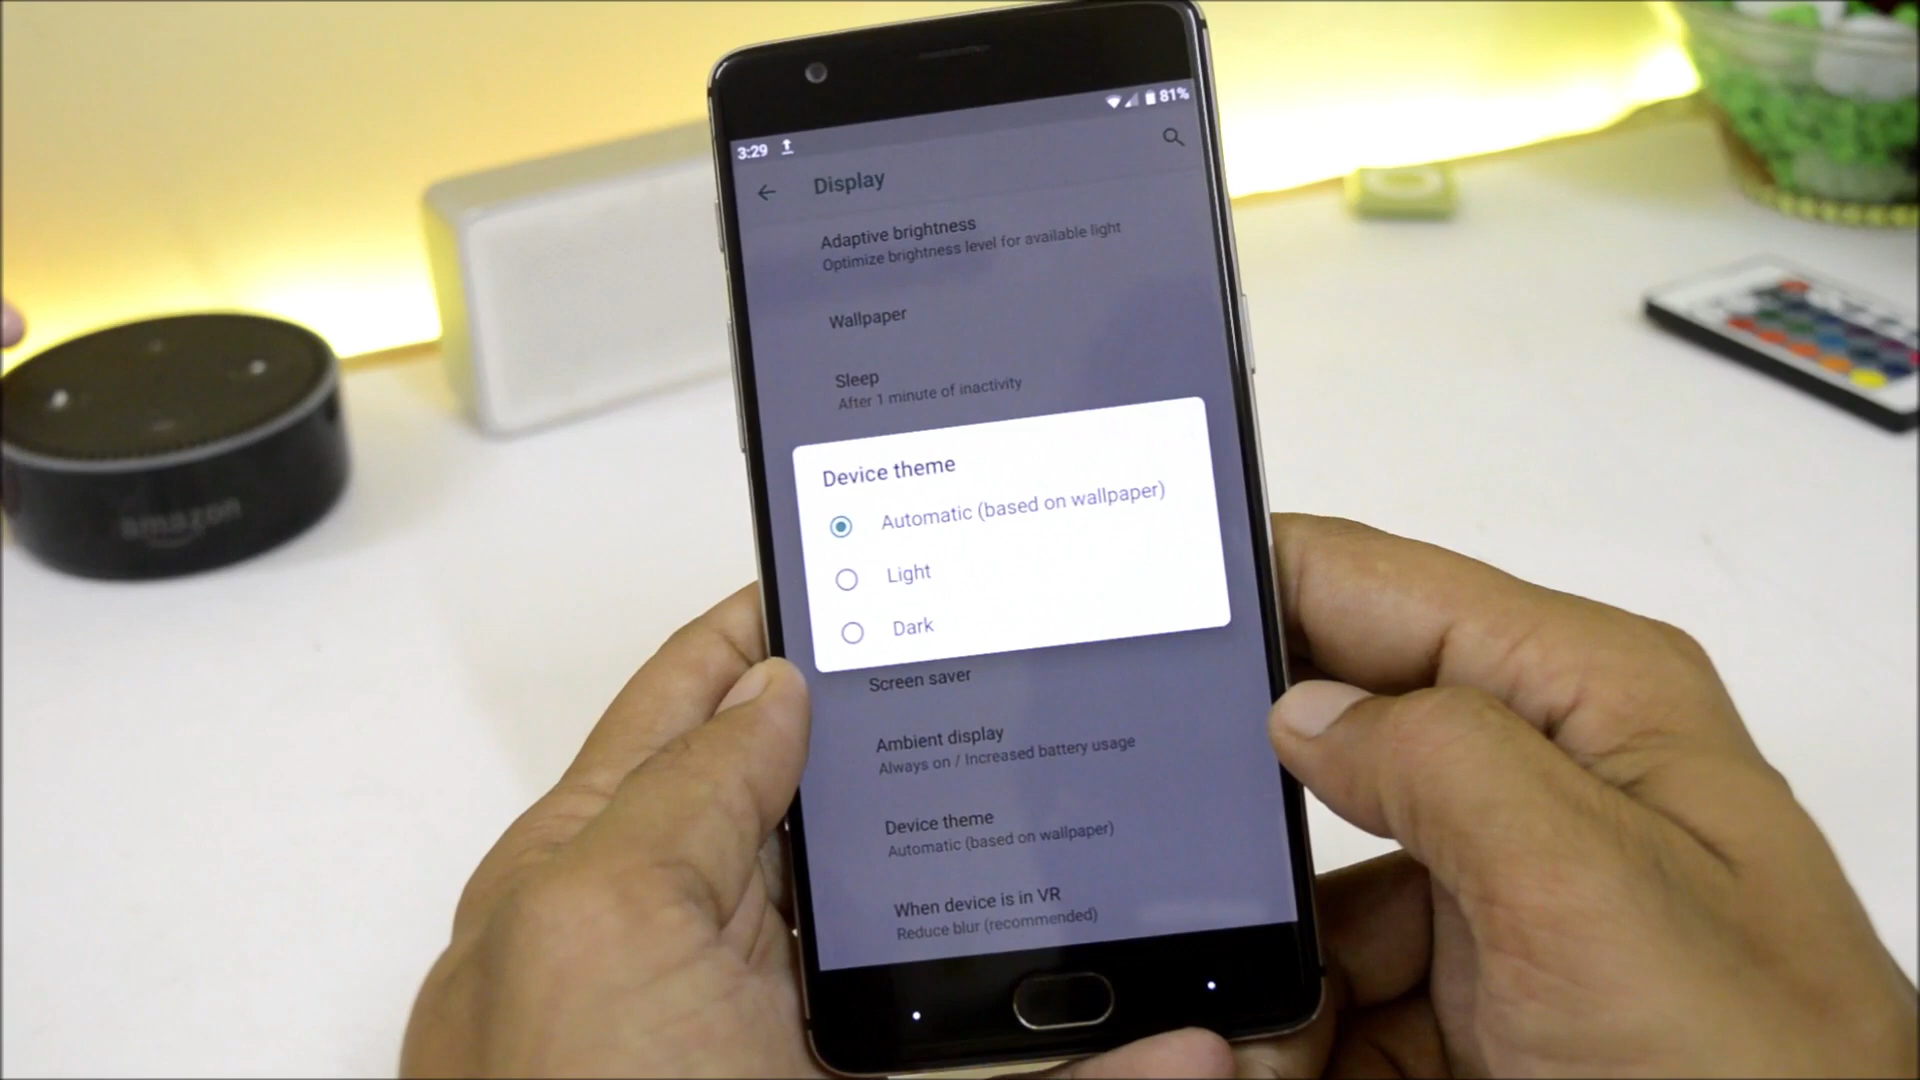 81%
3:29
Display
Adaptive brightness
Optimize brightness level for available light
Wallpaper
Sleep
After 1 minute of inactivity
Device theme
Automatic (based on wallpaper)
Light
Dark
Screen saver
Ambient display
Always on / Increased battery usage
Device theme
Automatic (based on wallpaper)
When device is in VR
Reduce blur (recommended)
amazon